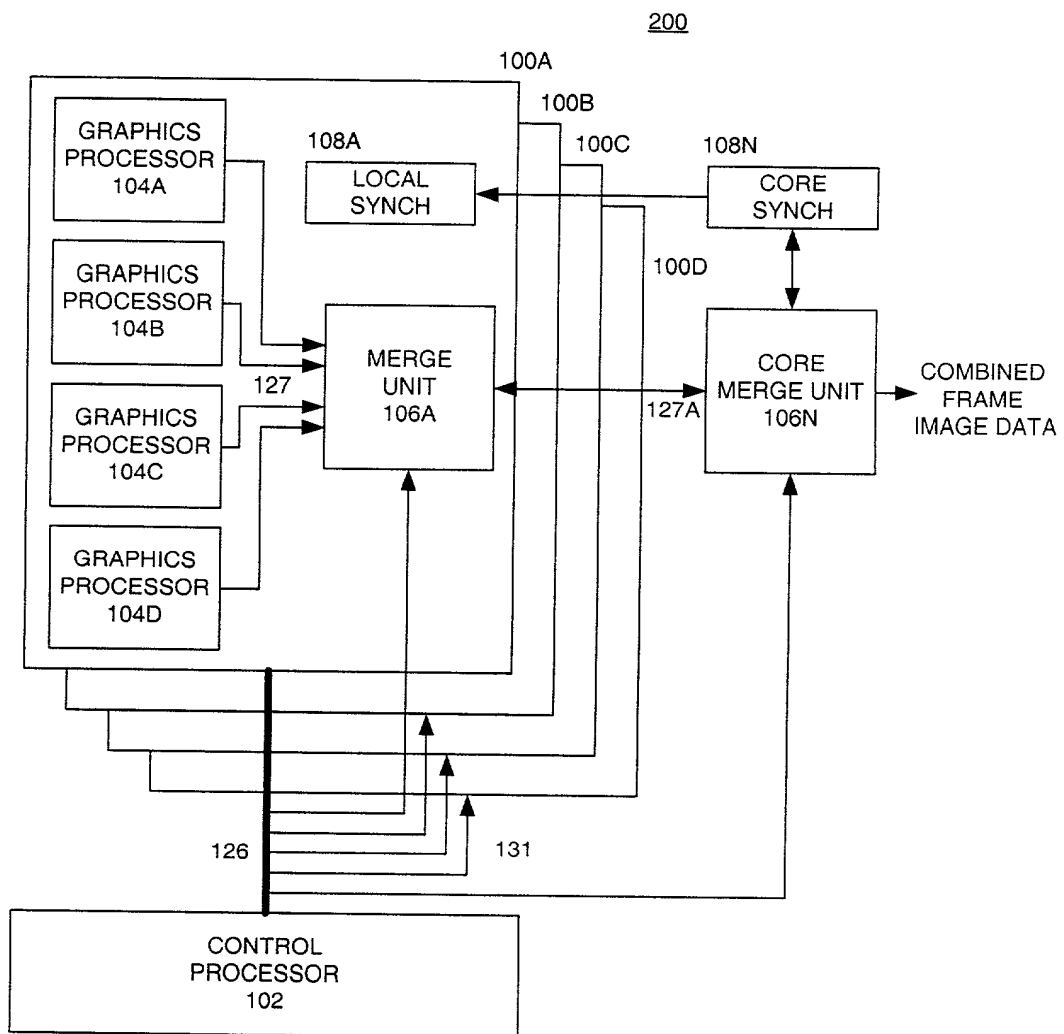 200
100A
100B
100C
100D
GRAPHICS
PROCESSOR
104A
GRAPHICS
PROCESSOR
104B
GRAPHICS
PROCESSOR
104C
GRAPHICS
PROCESSOR
104D
108A
LOCAL
SYNCH
127
MERGE
UNIT
106A
108N
CORE
SYNCH
127A
CORE
MERGE UNIT
106N
COMBINED
FRAME
IMAGE DATA
126
131
CONTROL
PROCESSOR
102